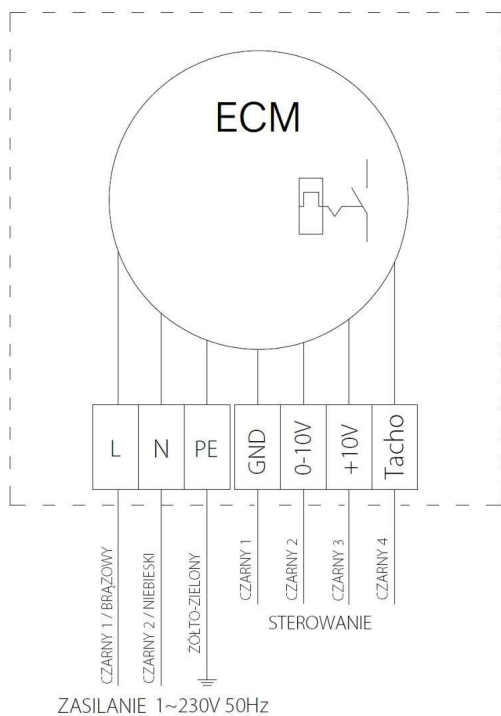 ECM
L
N
PE
GND
0-10V
+10V
Tacho
CZARNY 1 / BRĄZOWY
CZARNY 2 / NIEBIESKI
ŻÓŁTO-ZIELONY
CZARNY 1
CZARNY 2
CZARNY 3
CZARNY 4
STEROWANIE
ZASILANIE 1~230V 50Hz